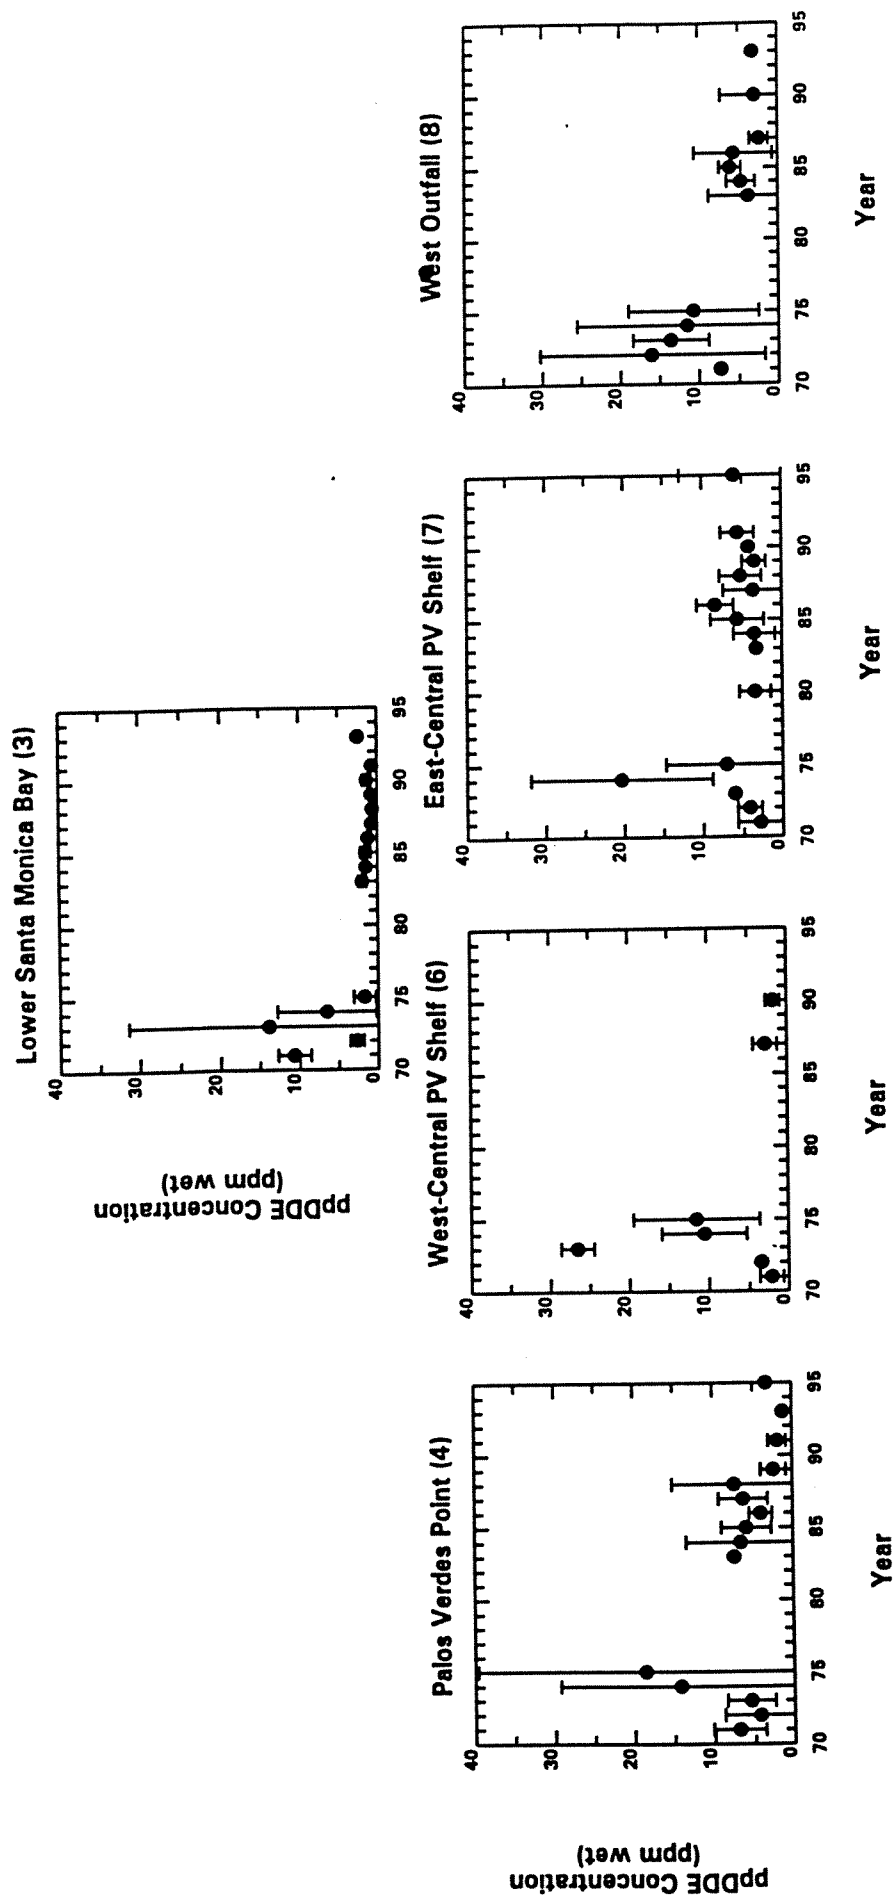 Lower Santa Monica Bay (3)
ppDDE Concentration
(ppm wet)
40
30
20
10
0
70 75 80 85 90 95
Palos Verdes Point (4)
ppDDE Concentration
(ppm wet)
40
30
20
10
0
70 75 80 85 90 95
Year
West-Central PV Shelf (6)
40
30
20
10
0
70 75 80 85 90 95
Year
East-Central PV Shelf (7)
40
30
20
10
0
70 75 80 85 90 95
Year
West Outfall (8)
40
30
20
10
0
70 75 80 85 90 95
Year